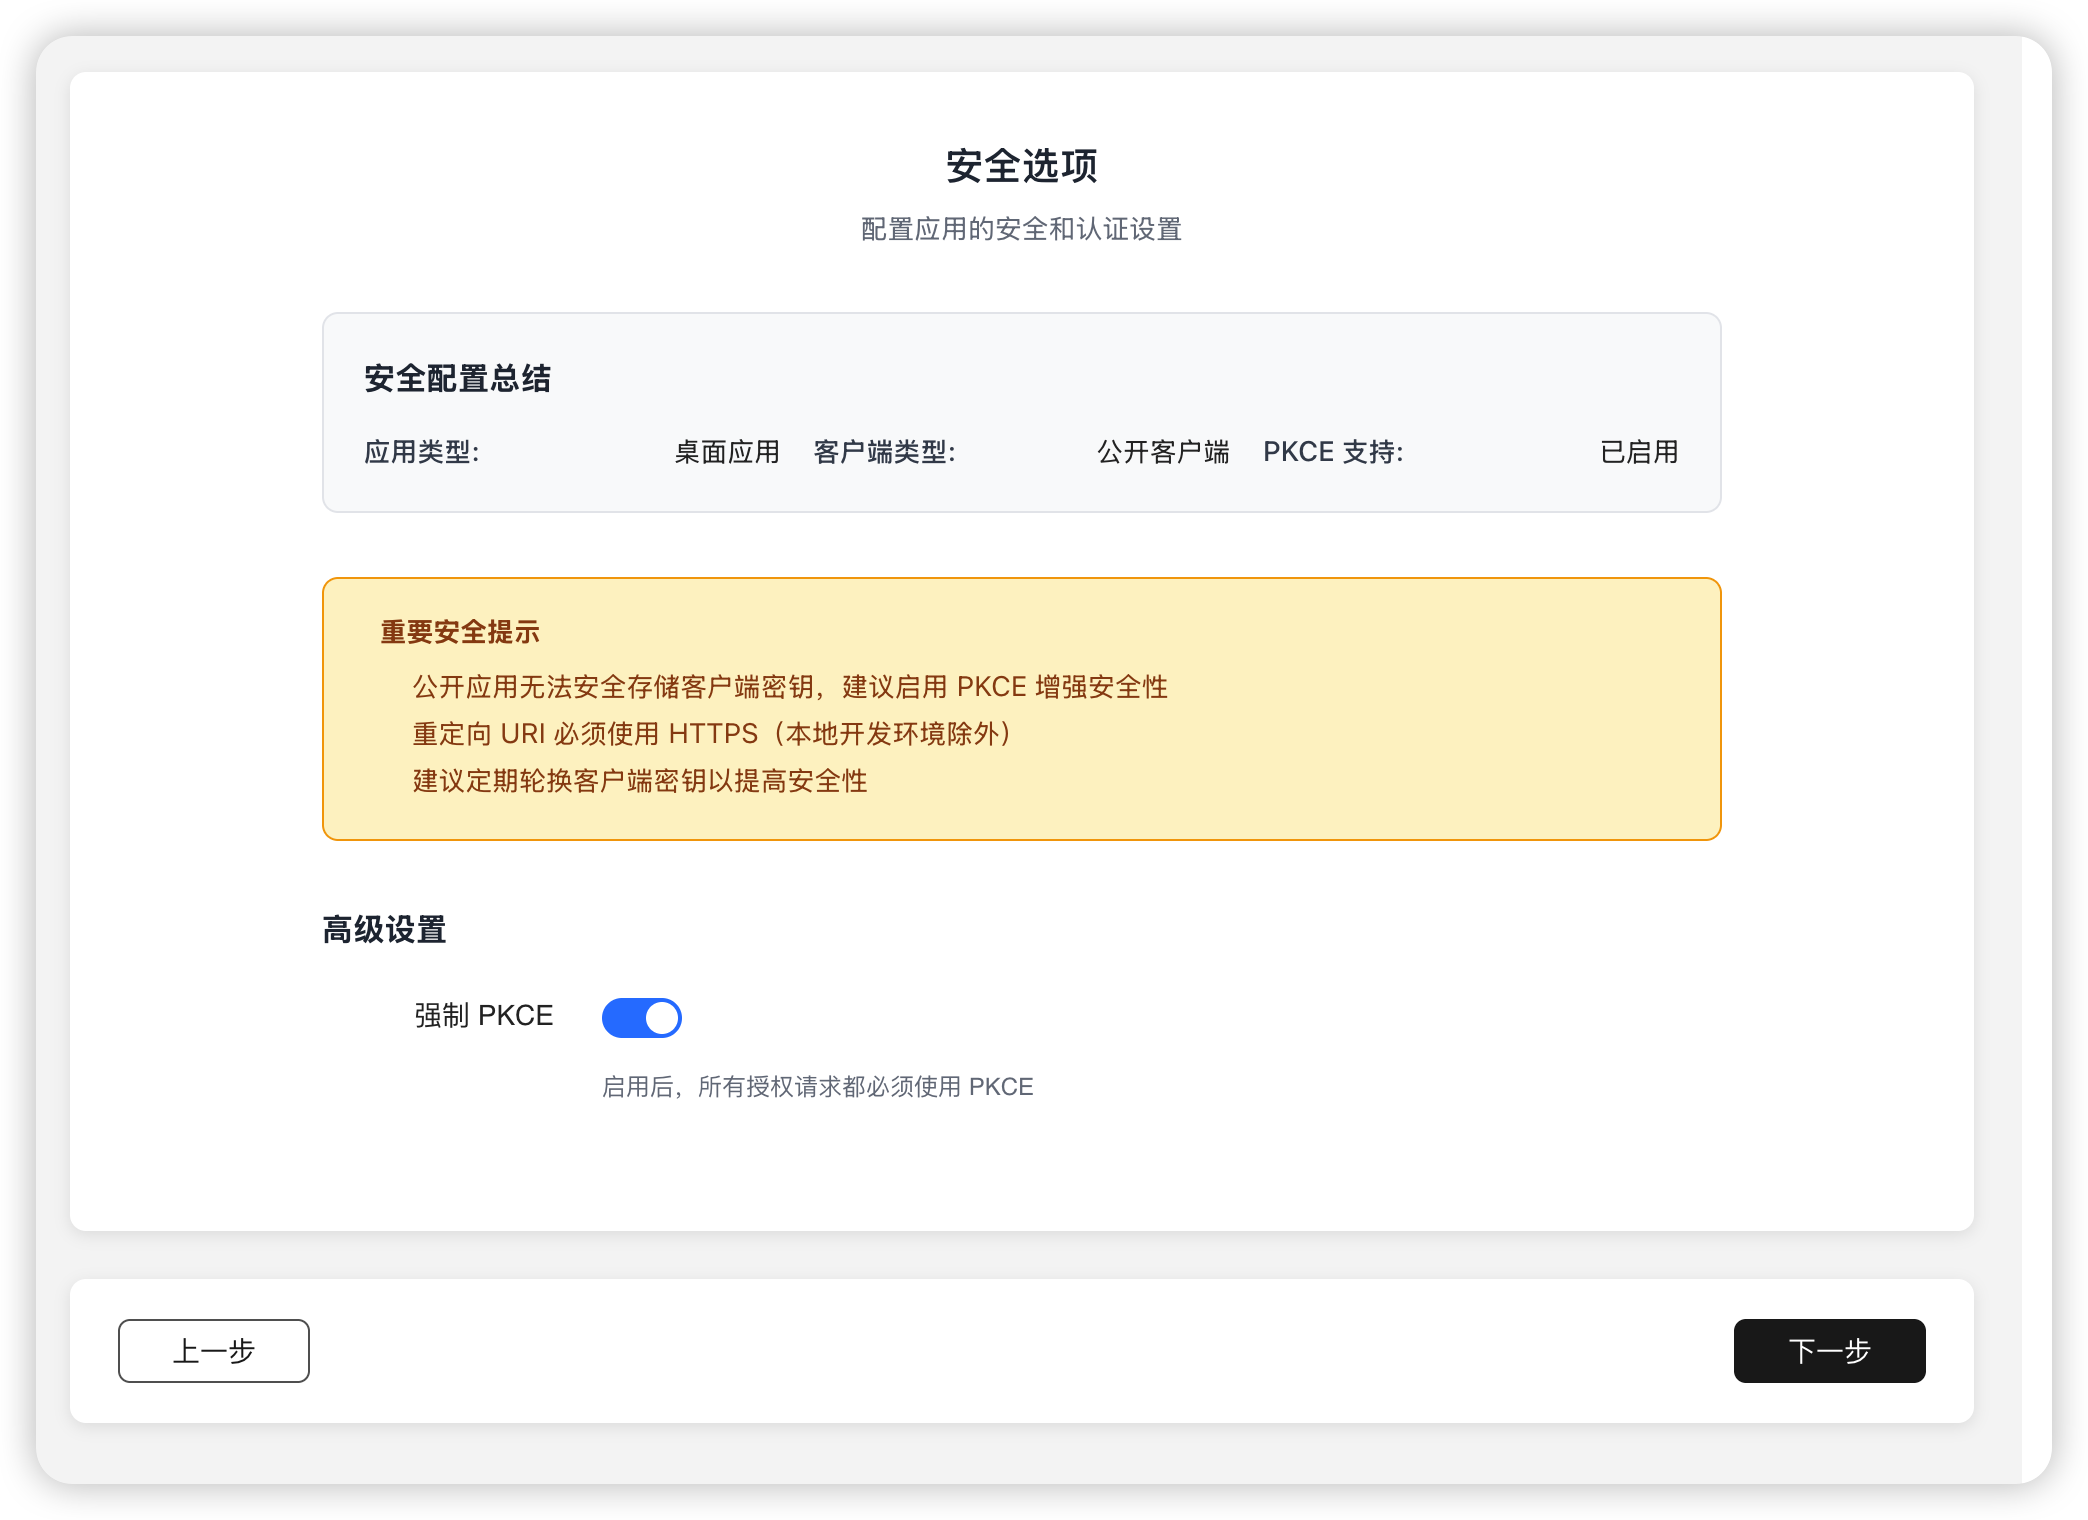 安全选项
配置应用的安全和认证设置
安全配置总结
应用类型: 桌面应用 客户端类型: 公开客户端 PKCE 支持: 已启用
重要安全提示
公开应用无法安全存储客户端密钥，建议启用 PKCE 增强安全性
重定向 URI 必须使用 HTTPS（本地开发环境除外）
建议定期轮换客户端密钥以提高安全性
高级设置
强制 PKCE
启用后，所有授权请求都必须使用 PKCE
上一步 下一步